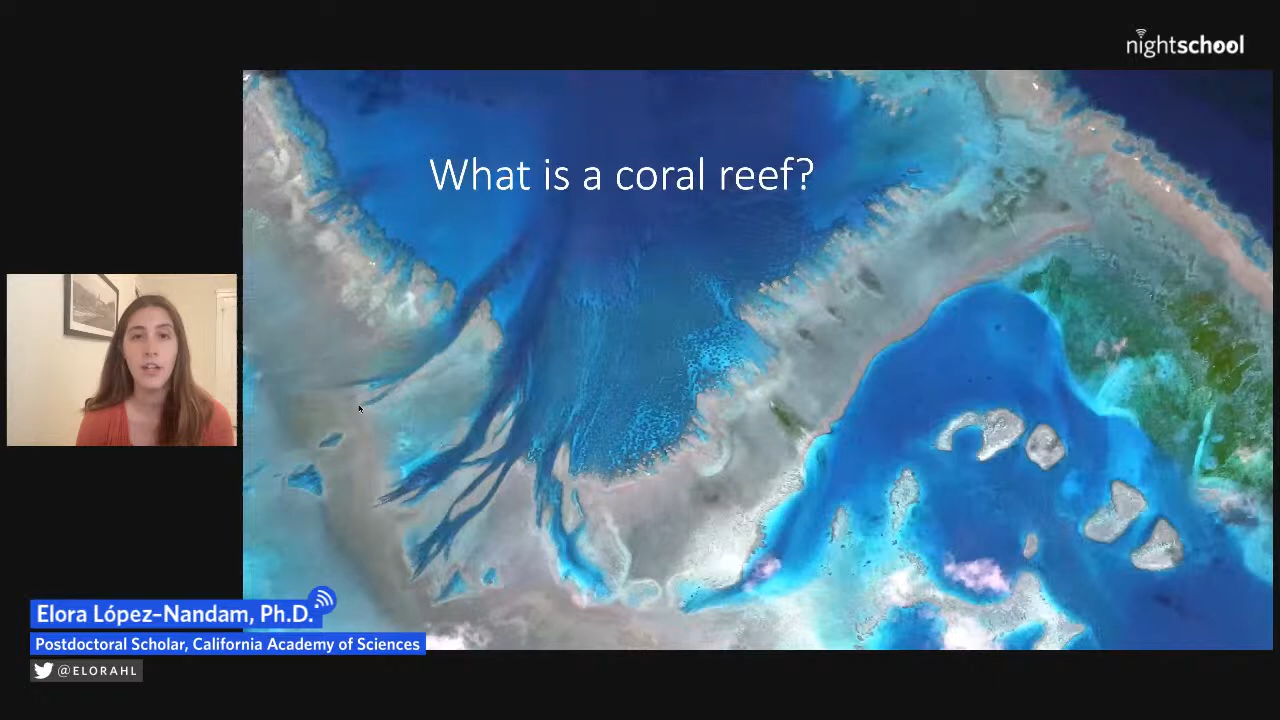 nightschool
What is a coral reef?
Elora López-Nandam, Ph.D.
Postdoctoral Scholar, California Academy of Sciences
@ELORAHL